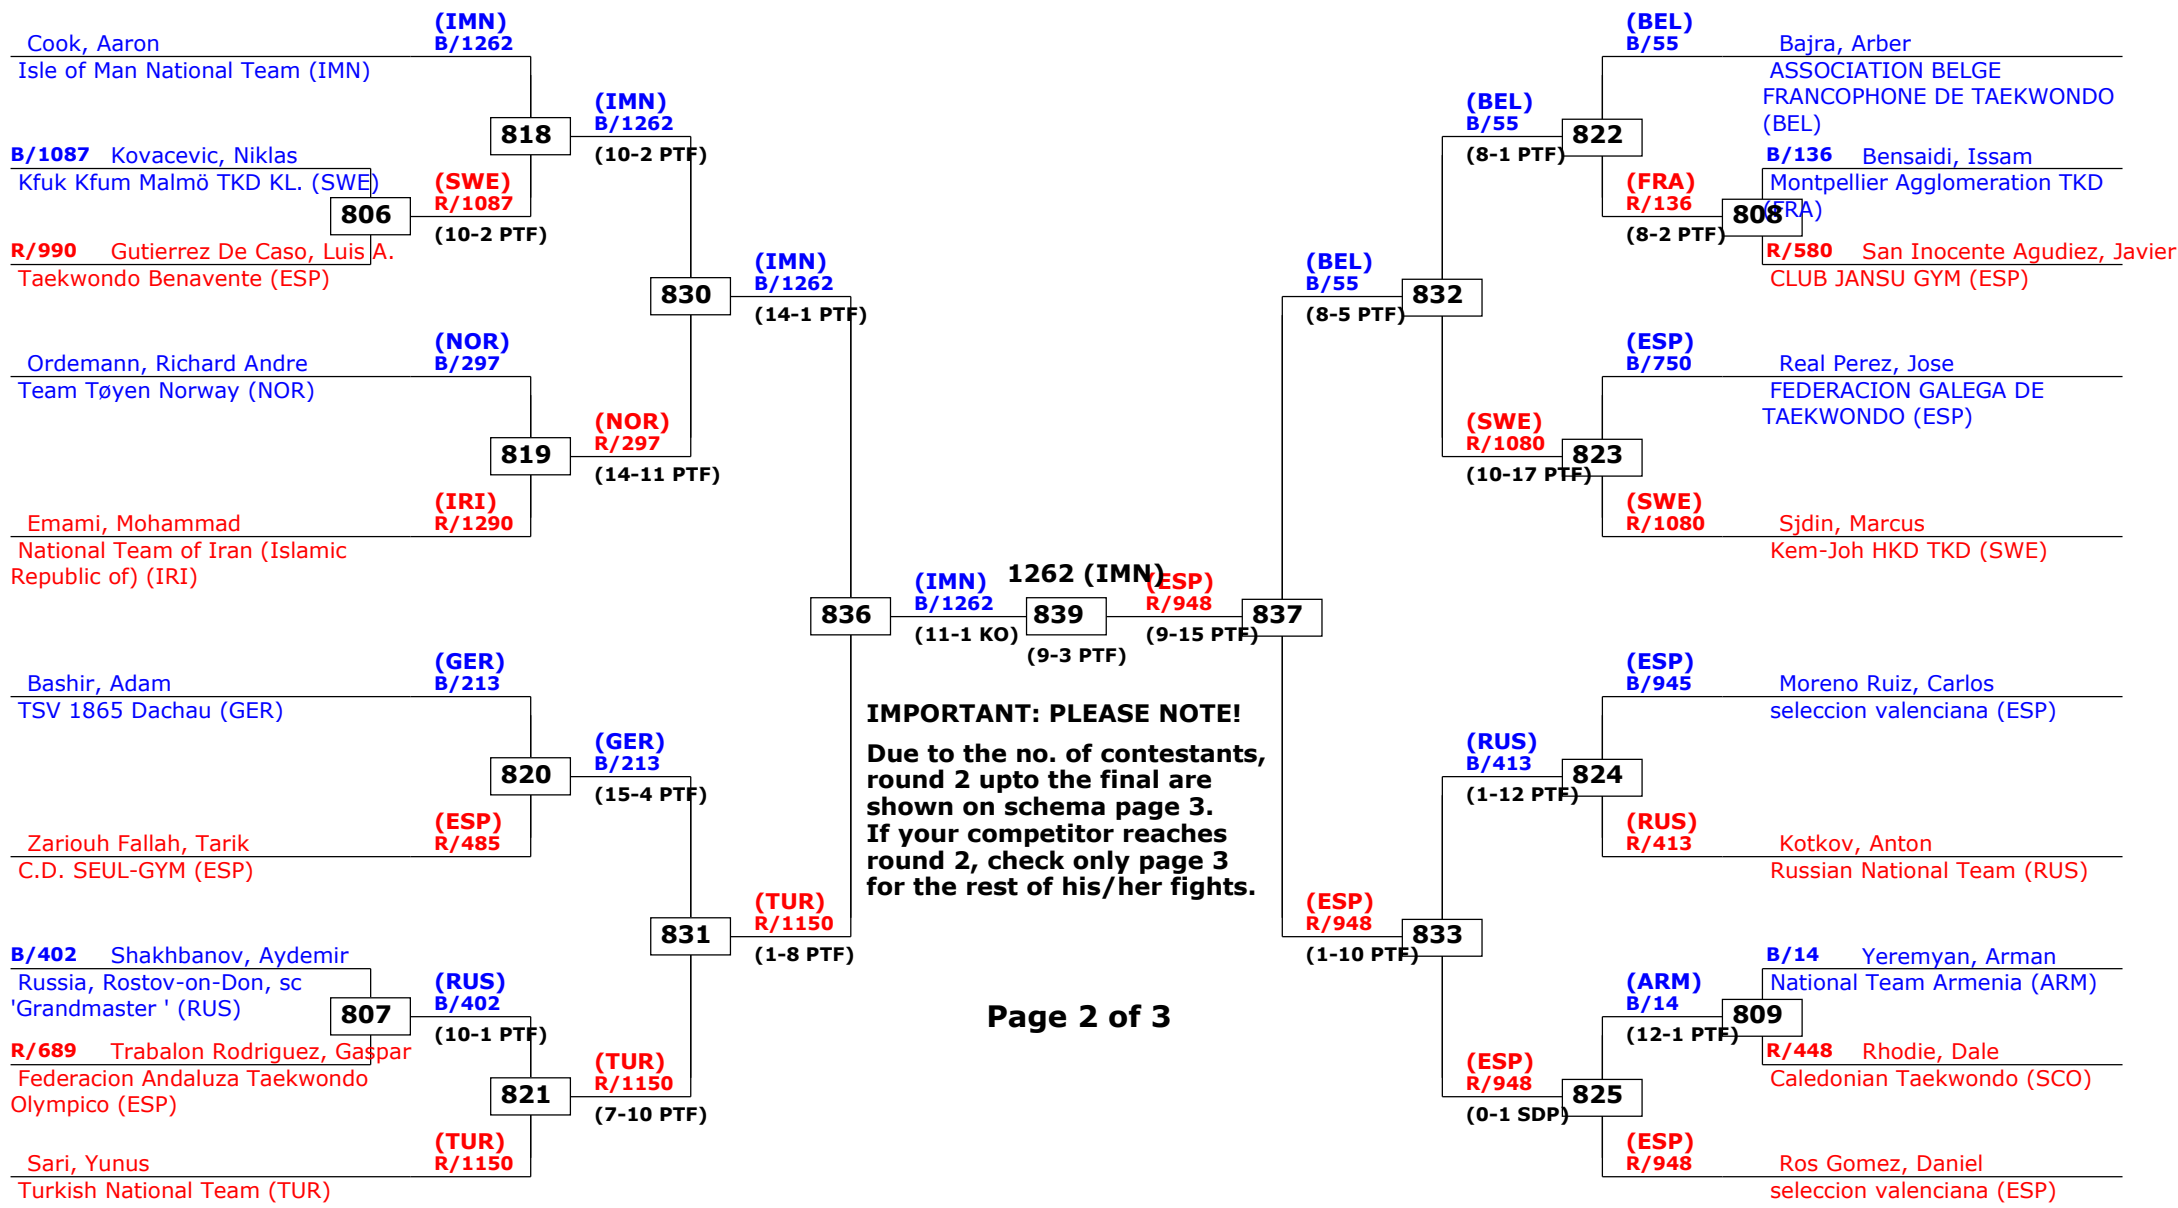 Cook, Aaron
Isle of Man National Team (IMN)
(IMN)
B/1262
B/1087 Kovacevic, Niklas
Kfuk Kfum Malmö TKD KL. (SWE)
806
R/990 Gutierrez De Caso, Luis A.
Taekwondo Benavente (ESP)
(SWE)
R/1087
(10-2 PTF)
818
(IMN)
B/1262
(10-2 PTF)
Ordemann, Richard Andre
Team Tøyen Norway (NOR)
(NOR)
B/297
819
Emami, Mohammad
National Team of Iran (Islamic
Republic of) (IRI)
(IRI)
R/1290
(NOR)
R/297
(14-11 PTF)
830
(IMN)
B/1262
(14-1 PTF)
Bashir, Adam
TSV 1865 Dachau (GER)
(GER)
B/213
820
Zariouh Fallah, Tarik
C.D. SEUL-GYM (ESP)
(ESP)
R/485
(GER)
B/213
(15-4 PTF)
B/402 Shakhbanov, Aydemir
Russia, Rostov-on-Don, sc
'Grandmaster ' (RUS)
807
R/689 Trabalon Rodriguez, Gaspar
Federacion Andaluza Taekwondo
Olympico (ESP)
(RUS)
B/402
(10-1 PTF)
821
Sari, Yunus
Turkish National Team (TUR)
(TUR)
R/1150
(TUR)
R/1150
(7-10 PTF)
831
(TUR)
R/1150
(1-8 PTF)
836
(IMN)
B/1262
(11-1 KO)
1262 (IMN)
839
(9-3 PTF)
(ESP)
R/948
(9-15 PTF)
837
IMPORTANT: PLEASE NOTE!
Due to the no. of contestants,
round 2 upto the final are
shown on schema page 3.
If your competitor reaches
round 2, check only page 3
for the rest of his/her fights.
Page 2 of 3
(BEL)
B/55
Bajra, Arber
ASSOCIATION BELGE
FRANCOPHONE DE TAEKWONDO
(BEL)
822
(BEL)
B/55
(8-1 PTF)
B/136 Bensaidi, Issam
Montpellier Agglomeration TKD
(FRA)
808
R/580 San Inocente Agudiez, Javier
CLUB JANSU GYM (ESP)
(FRA)
R/136
(8-2 PTF)
(BEL)
B/55
(8-5 PTF)
832
(ESP)
B/750
Real Perez, Jose
FEDERACION GALEGA DE
TAEKWONDO (ESP)
823
(SWE)
R/1080
(10-17 PTF)
(SWE)
R/1080
Sjdin, Marcus
Kem-Joh HKD TKD (SWE)
(ESP)
B/945
Moreno Ruiz, Carlos
seleccion valenciana (ESP)
824
(RUS)
B/413
(1-12 PTF)
(RUS)
R/413
Kotkov, Anton
Russian National Team (RUS)
(ESP)
R/948
(1-10 PTF)
833
B/14 Yeremyan, Arman
National Team Armenia (ARM)
809
R/448 Rhodie, Dale
Caledonian Taekwondo (SCO)
(ARM)
B/14
(12-1 PTF)
825
(ESP)
R/948
(0-1 SDP)
(ESP)
R/948
Ros Gomez, Daniel
seleccion valenciana (ESP)